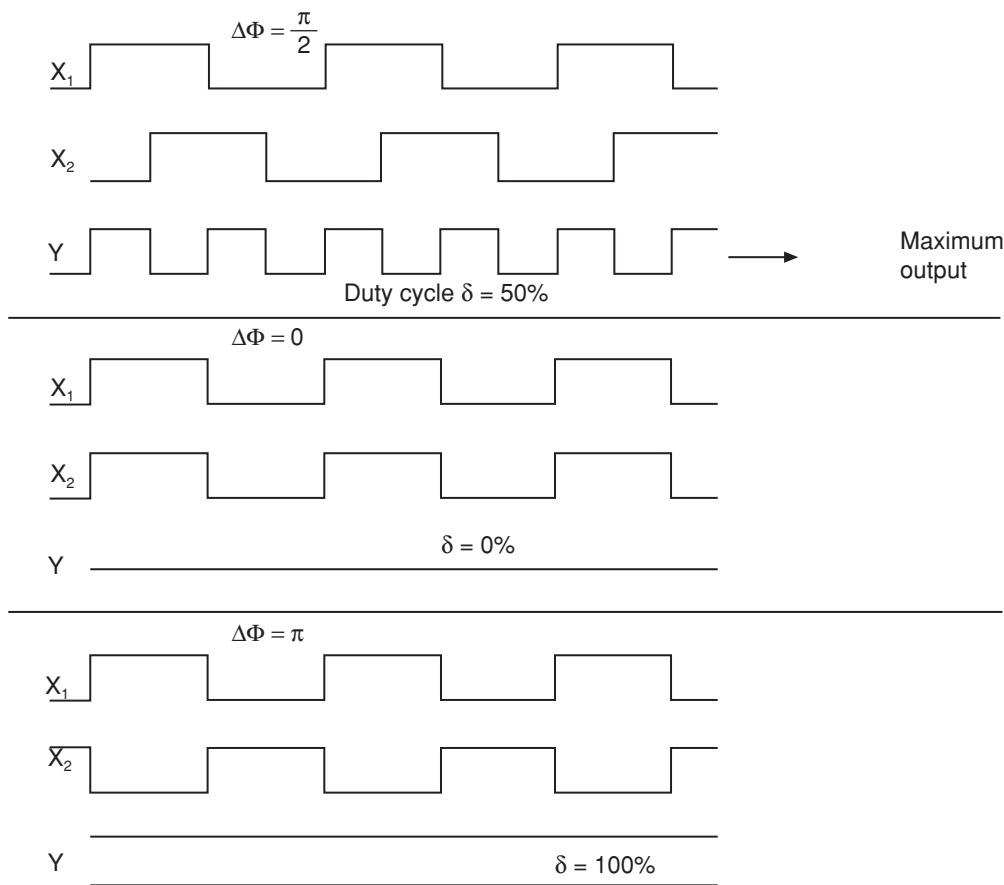 ΔΦ = π/2
X₁
X₂
Y
Maximum
output
Duty cycle δ = 50%
ΔΦ = 0
X₁
X₂
δ = 0%
Y
ΔΦ = π
X₁
X₂
Y
δ = 100%